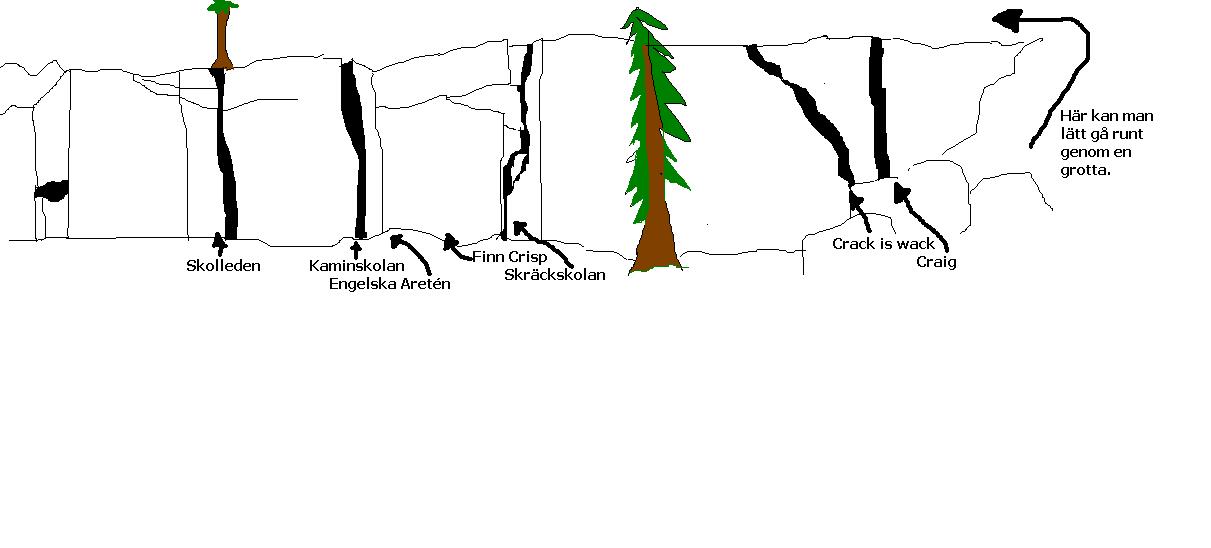 Här kan man
lätt gå runt
genom en
grotta.
Skolleden
Kaminskolan
Engelska Aretén
Finn Crisp
Skräckskolan
Crack is wack
Craig